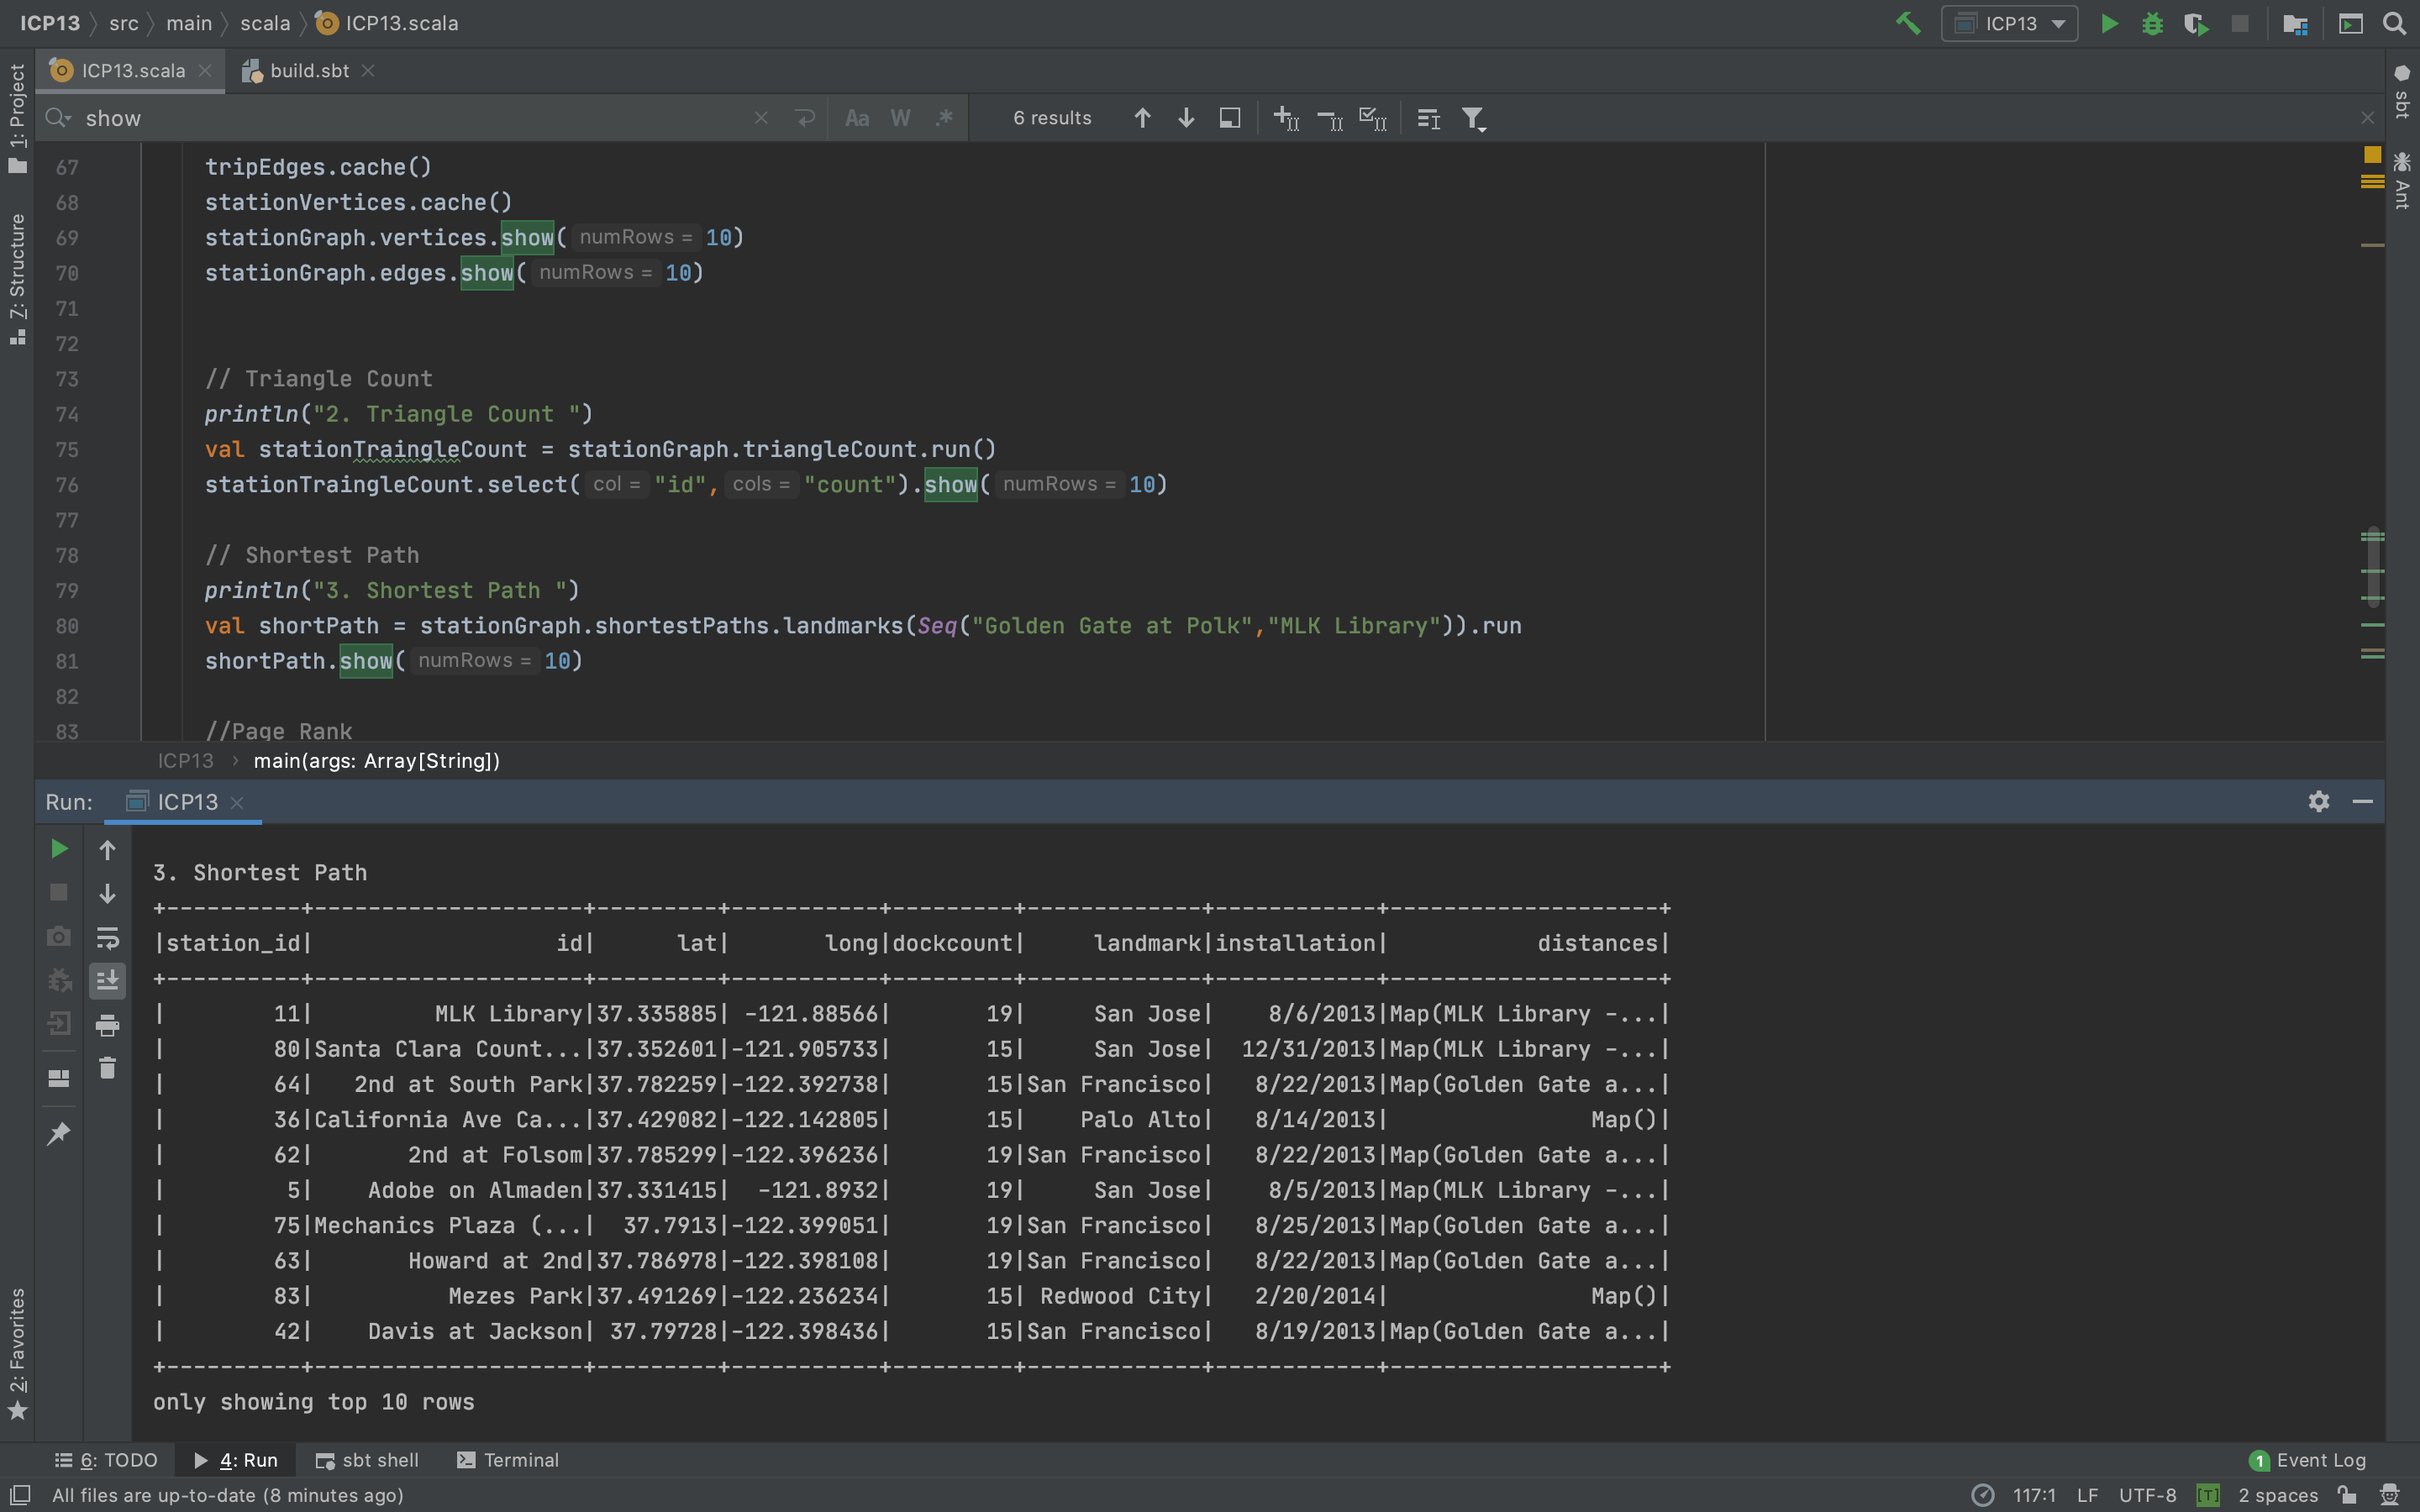 ICP13 src main scala ICP13.scala
ICP13
ICP13.scala build.sbt
show
Aa W .*
6 results
1: Project
7: Structure
2: Favorites
sbt
Ant
67 tripEdges.cache()
68 stationVertices.cache()
69 stationGraph.vertices.show( numRows = 10)
70 stationGraph.edges.show( numRows = 10)
71
72
73 // Triangle Count
74 println("2. Triangle Count ")
75 val stationTraingleCount = stationGraph.triangleCount.run()
76 stationTraingleCount.select( col = "id", cols = "count").show( numRows = 10)
77
78 // Shortest Path
79 println("3. Shortest Path ")
80 val shortPath = stationGraph.shortestPaths.landmarks(Seq("Golden Gate at Polk","MLK Library")).run
81 shortPath.show( numRows = 10)
82
83 //Page Rank
ICP13 › main(args: Array[String])
Run: ICP13
3. Shortest Path
+----------+--------------------+---------+-----------+---------+-------------+------------+--------------------+
|station_id|                  id|      lat|       long|dockcount|     landmark|installation|           distances|
+----------+--------------------+---------+-----------+---------+-------------+------------+--------------------+
|        11|         MLK Library|37.335885| -121.88566|       19|     San Jose|    8/6/2013|Map(MLK Library -...|
|        80|Santa Clara Count...|37.352601|-121.905733|       15|     San Jose|  12/31/2013|Map(MLK Library -...|
|        64|   2nd at South Park|37.782259|-122.392738|       15|San Francisco|   8/22/2013|Map(Golden Gate a...|
|        36|California Ave Ca...|37.429082|-122.142805|       15|    Palo Alto|   8/14/2013|               Map()|
|        62|       2nd at Folsom|37.785299|-122.396236|       19|San Francisco|   8/22/2013|Map(Golden Gate a...|
|         5|    Adobe on Almaden|37.331415|  -121.8932|       19|     San Jose|    8/5/2013|Map(MLK Library -...|
|        75|Mechanics Plaza (...|  37.7913|-122.399051|       19|San Francisco|   8/25/2013|Map(Golden Gate a...|
|        63|       Howard at 2nd|37.786978|-122.398108|       19|San Francisco|   8/22/2013|Map(Golden Gate a...|
|        83|          Mezes Park|37.491269|-122.236234|       15| Redwood City|   2/20/2014|               Map()|
|        42|    Davis at Jackson| 37.79728|-122.398436|       15|San Francisco|   8/19/2013|Map(Golden Gate a...|
+----------+--------------------+---------+-----------+---------+-------------+------------+--------------------+
only showing top 10 rows
6: TODO 4: Run sbt shell Terminal 1 Event Log
All files are up-to-date (8 minutes ago) 117:1 LF UTF-8 [T] 2 spaces